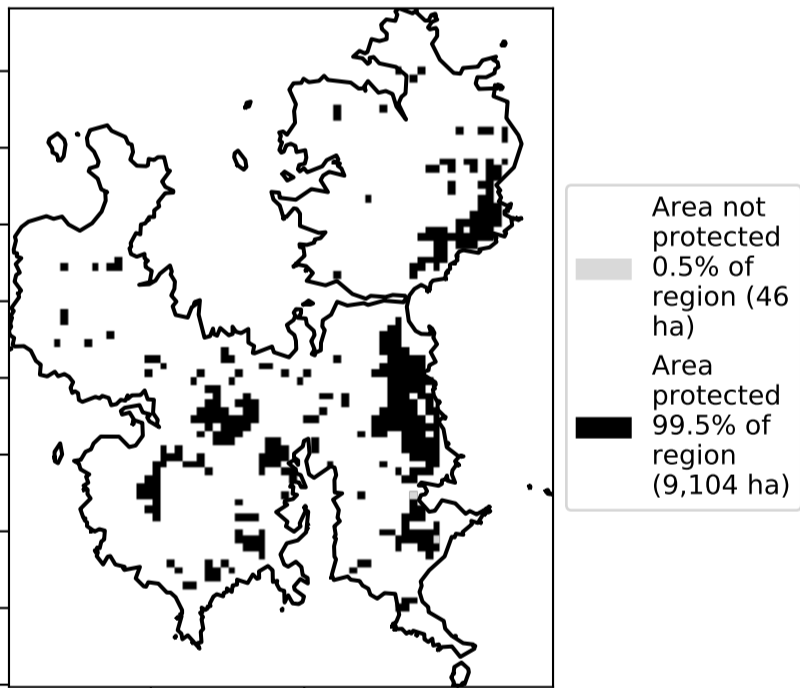 Area not
protected
0.5% of
region (46
ha)
Area
protected
99.5% of
region
(9,104 ha)